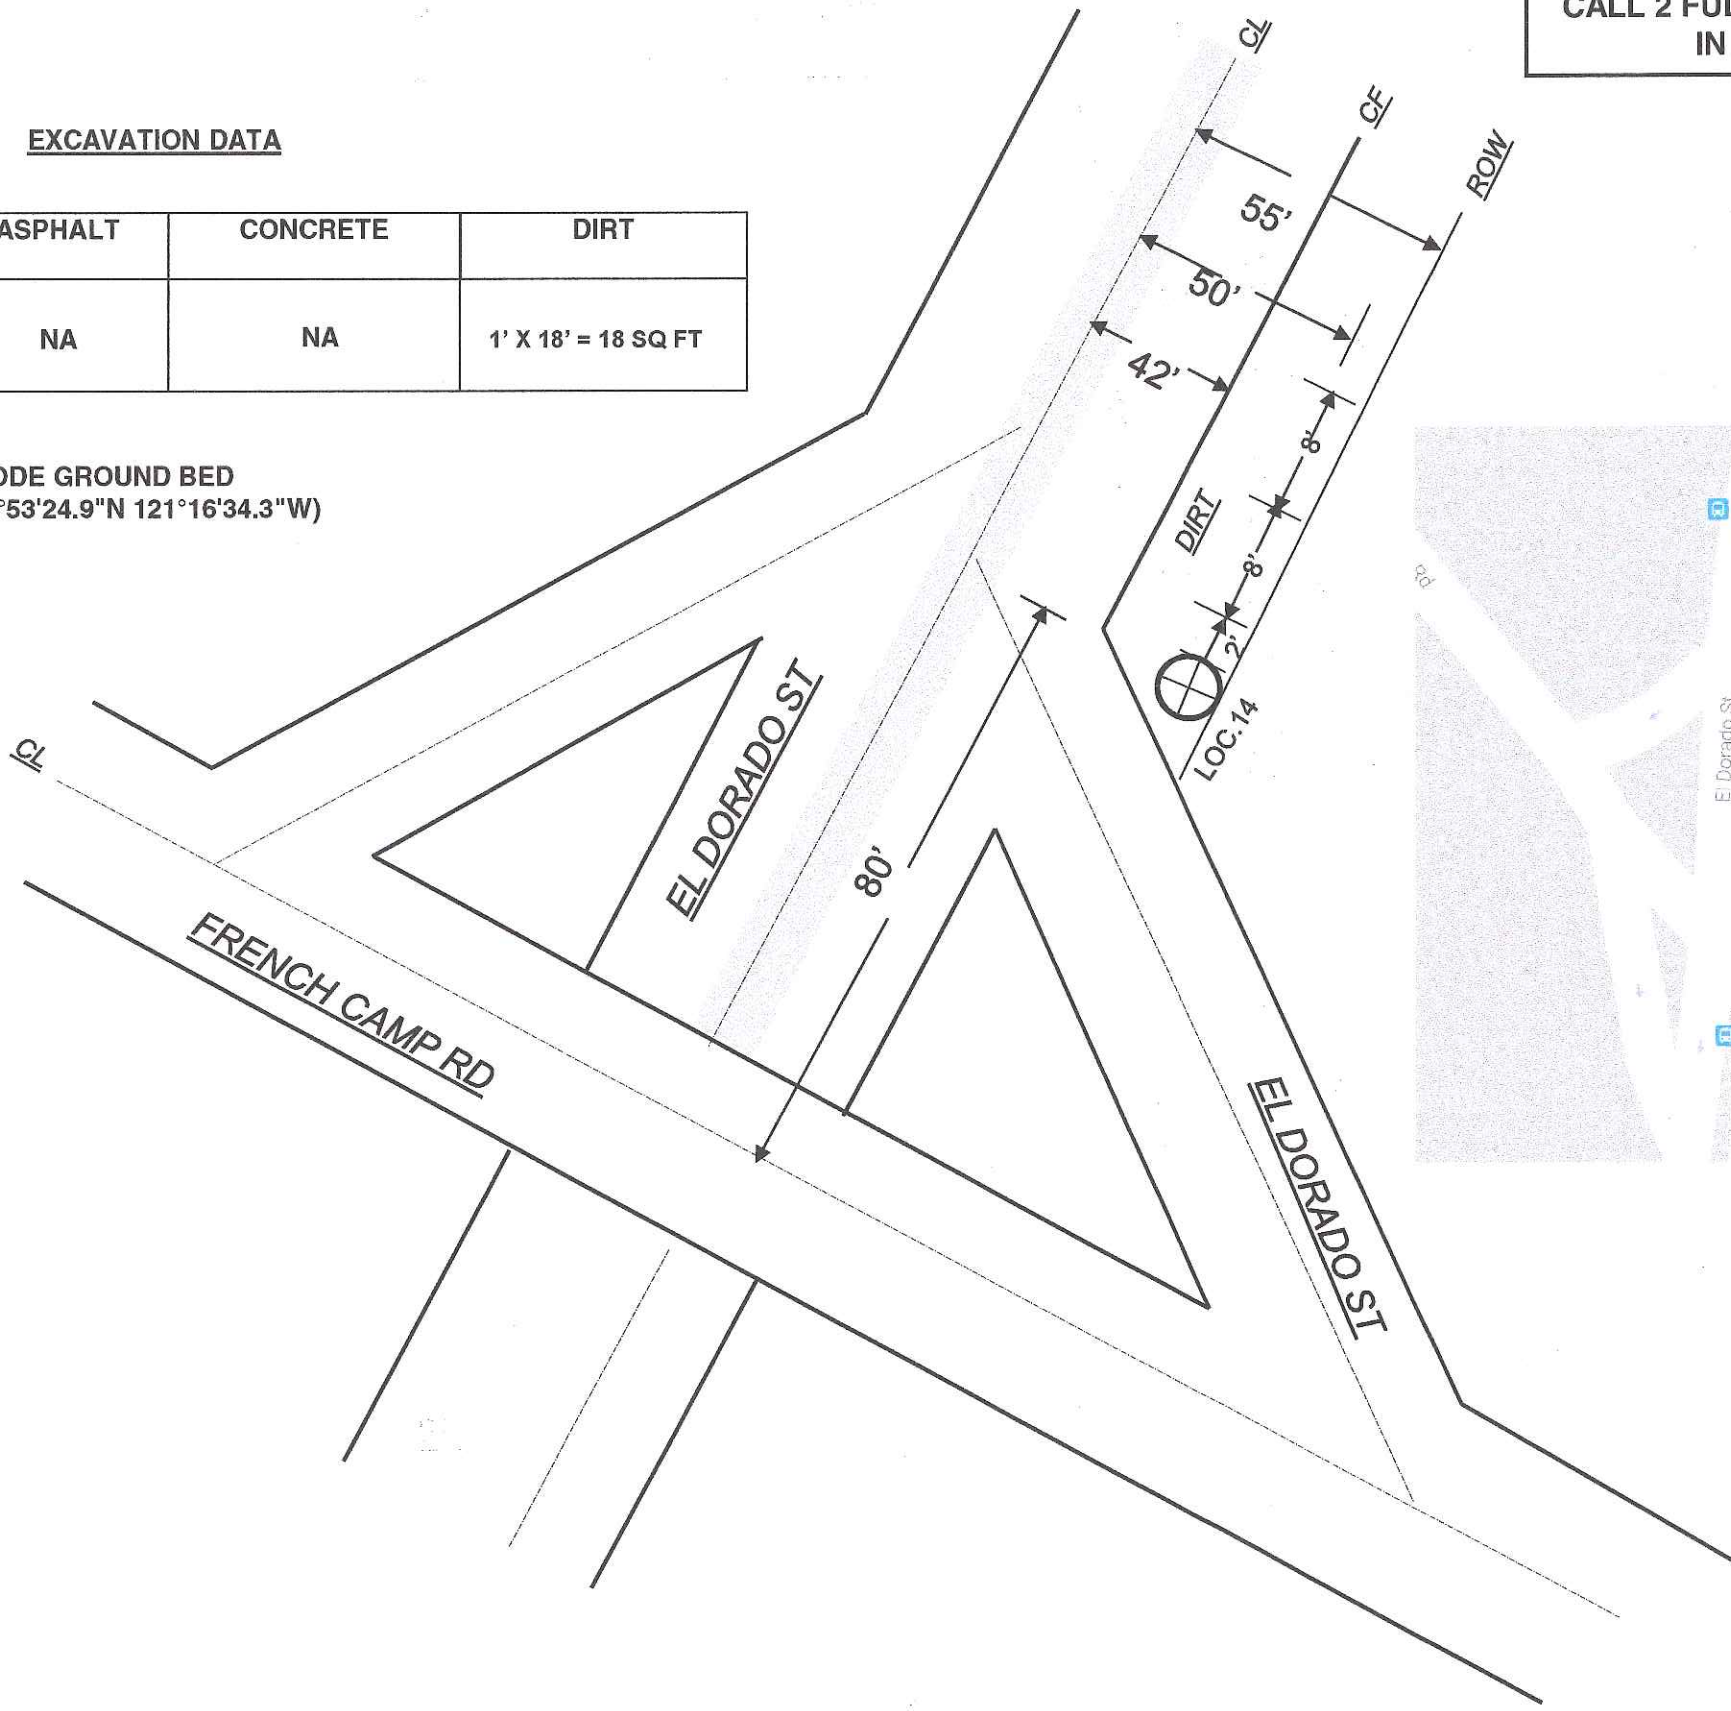 IN
EXCAVATION DATA
ASPHALT CONCRETE DIRT
NA NA 1' X 18' = 18 SQ FT
GROUND BED
53'24.9"N 121°16'34.3"W)
CL
CF
ROW
55'
50'
42'
8'
DIRT
8'
2'
LOC.14
CL
EL DORADO ST
80'
FRENCH CAMP RD
EL DORADO ST
Rd
El Dorado St
CALL 2